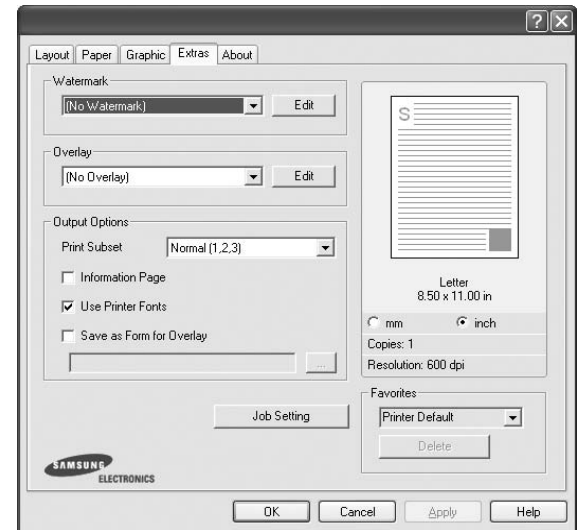 Layout Paper Graphic Extras About
Watermark
(No Watermark)
Edit
Overlay
(No Overlay)
Edit
Output Options
Print Subset
Normal (1,2,3)
Information Page
Use Printer Fonts
Save as Form for Overlay
...
Job Setting
S
Letter
8.50 x 11.00 in
mm
inch
Copies: 1
Resolution: 600 dpi
Favorites
Printer Default
Delete
SAMSUNG
ELECTRONICS
OK Cancel Apply Help